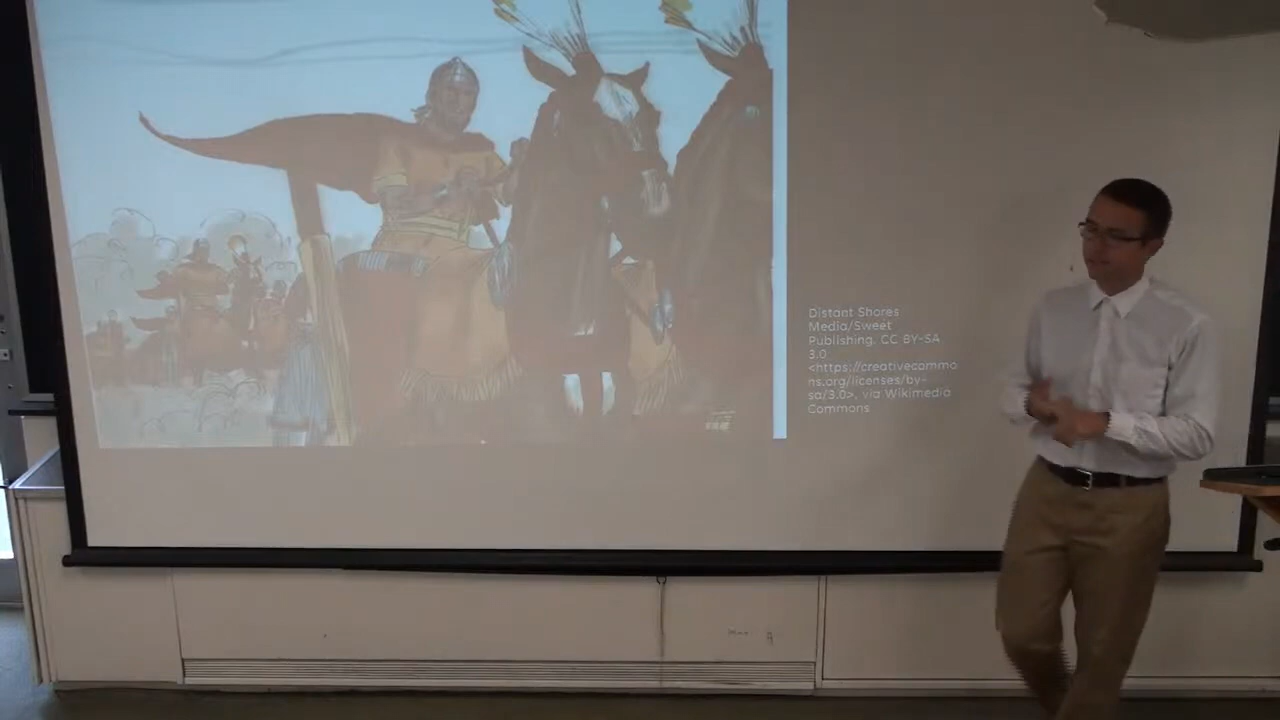 Distant Shores
Media/Sweet
Publishing. CC BY-SA
3.0
<https://creativecommo
ns.org/licenses/by-
sa/3.0>, via Wikimedia
Commons